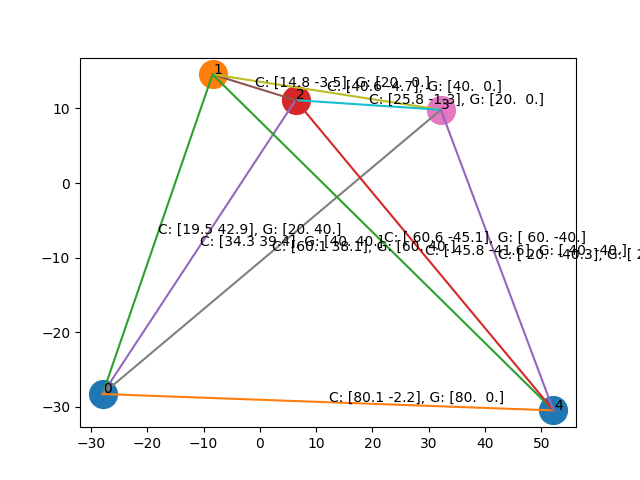 1
C: [14.8 -3.5], G: [20. 0.]
C: [40.6 -4.7], G: [40. 0.]
2
C: [25.8 -1.3], G: [20. 0.]
3
10
0
−10
−20
−30
C: [19.5 42.9], G: [20. 40.]
C: [34.3 39.4], G: [40. 40.]
C: [60.1 38.1], G: [60. 40.]
C: [ 60.6 -45.1], G: [ 60. -40.]
C: [ 45.8 -41.6], G: [ 40. -40.]
C: [ 20. -40.3], G: [ 2
0
C: [80.1 -2.2], G: [80. 0.]
4
−30 −20 −10 0 10 20 30 40 50